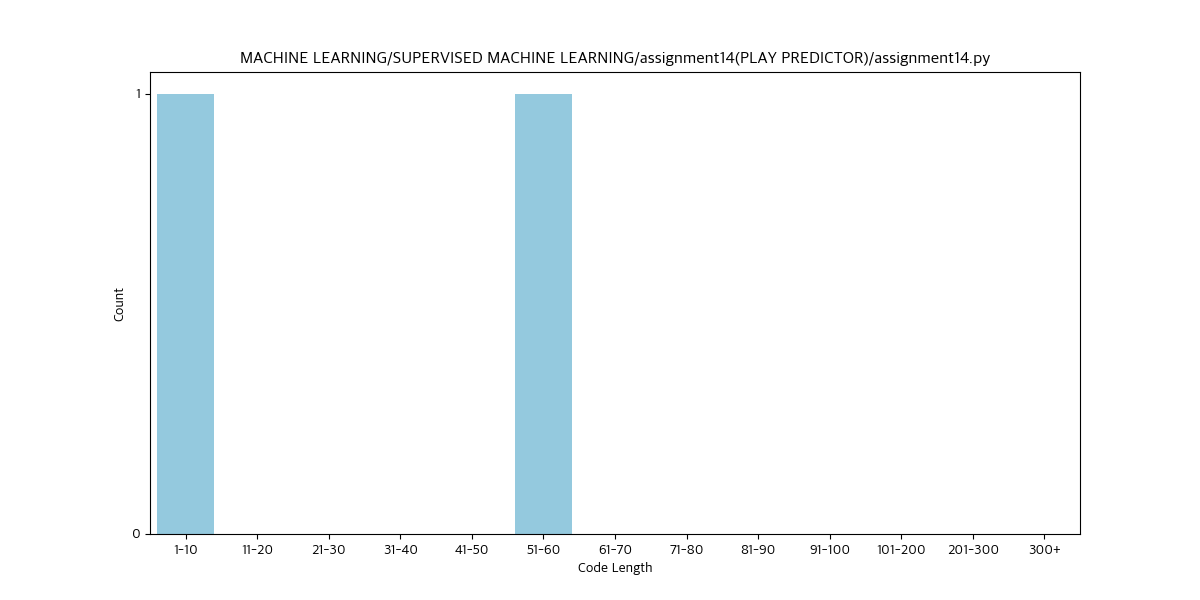 MACHINE LEARNING/SUPERVISED MACHINE LEARNING/assignment14(PLAY PREDICTOR)/assignment14.py
1
Count
0
1-10 11-20 21-30 31-40 41-50 51-60 61-70 71-80 81-90 91-100 101-200 201-300 300+
Code Length